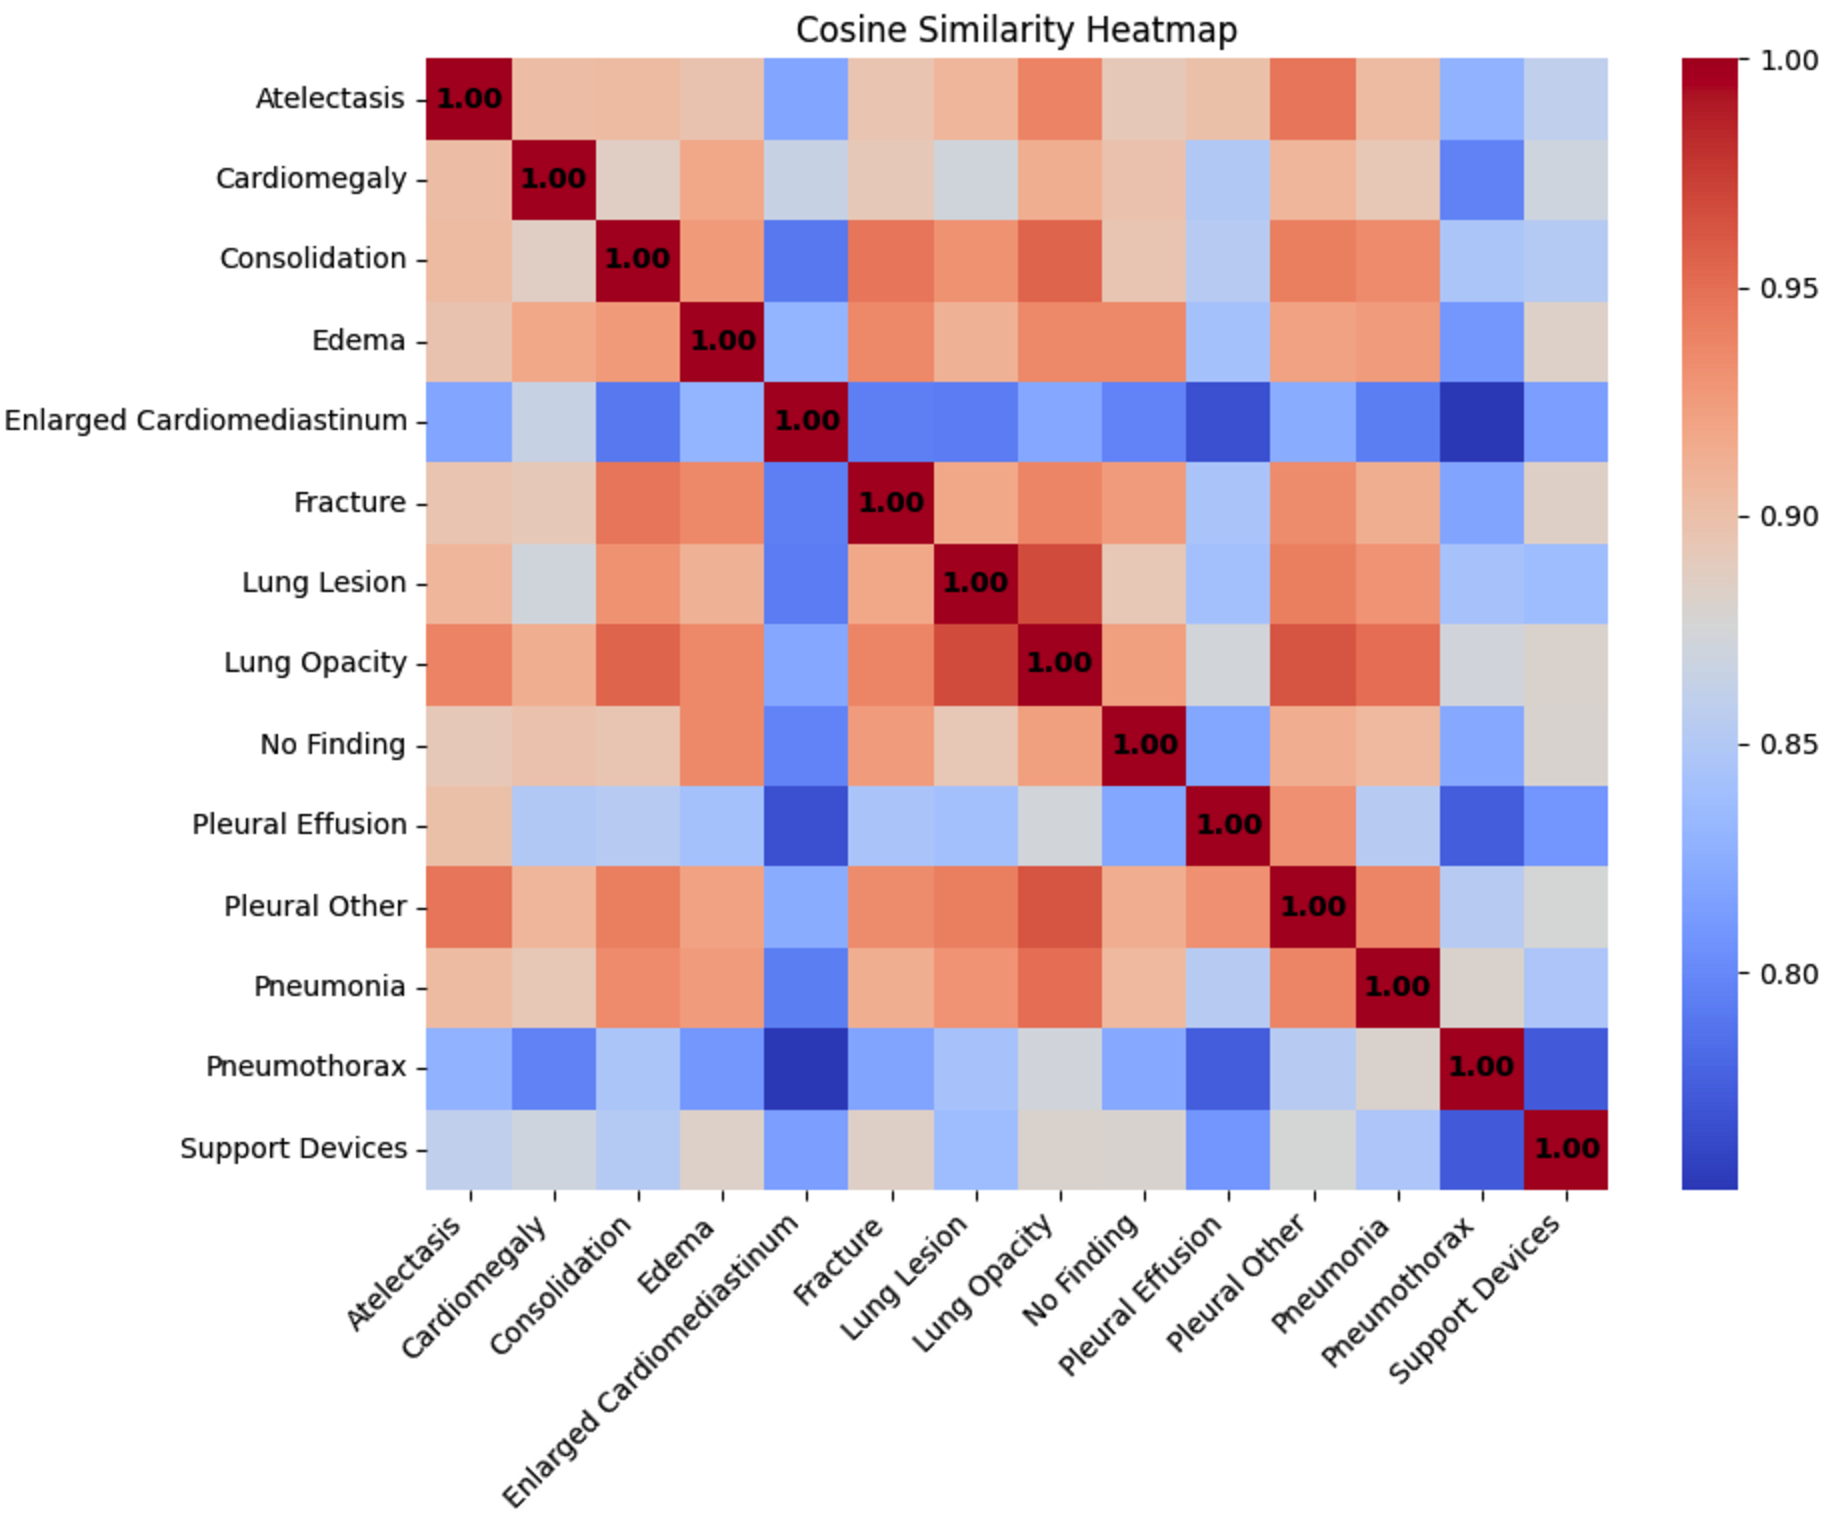 Cosine Similarity Heatmap
Atelectasis
Cardiomegaly
Consolidation
Edema
Enlarged Cardiomediastinum
Fracture
Lung Lesion
Lung Opacity
No Finding
Pleural Effusion
Pleural Other
Pneumonia
Pneumothorax
Support Devices
1.00
1.00
1.00
1.00
1.00
1.00
1.00
1.00
1.00
1.00
1.00
1.00
1.00
1.00
Atelectasis
Cardiomegaly
Consolidation
Edema
Enlarged Cardiomediastinum
Fracture
Lung Lesion
Lung Opacity
No Finding
Pleural Effusion
Pleural Other
Pneumonia
Pneumothorax
Support Devices
1.00
0.95
0.90
0.85
0.80